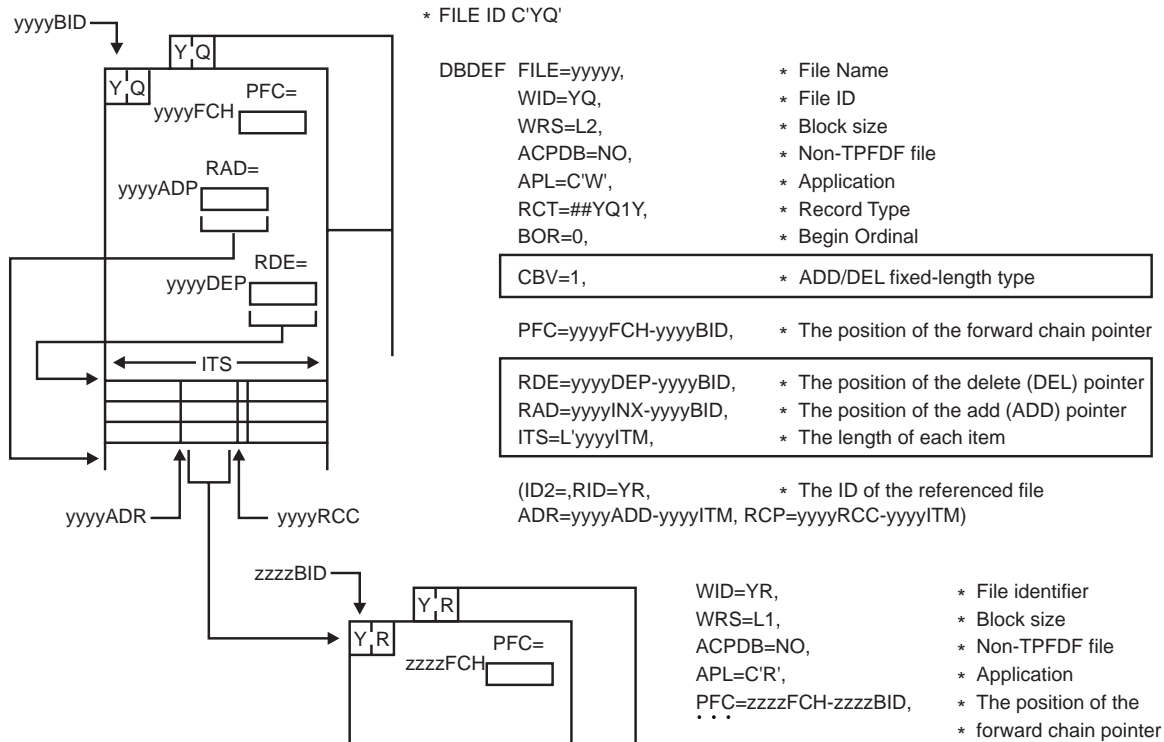 yyyyBID
Y Q
Y Q
PFC=
yyyyFCH
RAD=
yyyyADP
RDE=
yyyyDEP
ITS
yyyyADR
yyyyRCC
* FILE ID C'YQ'
DBDEF FILE=yyyyy, * File Name
WID=YQ, * File ID
WRS=L2, * Block size
ACPDB=NO, * Non-TPFDF file
APL=C'W', * Application
RCT=##YQ1Y, * Record Type
BOR=0, * Begin Ordinal
CBV=1, * ADD/DEL fixed-length type
PFC=yyyyFCH-yyyyBID, * The position of the forward chain pointer
RDE=yyyyDEP-yyyyBID, * The position of the delete (DEL) pointer
RAD=yyyyINX-yyyyBID, * The position of the add (ADD) pointer
ITS=L'yyyyITM, * The length of each item
(ID2=,RID=YR, * The ID of the referenced file
ADR=yyyyADD-yyyyITM, RCP=yyyyRCC-yyyyITM)
zzzzBID
Y R
Y R
PFC=
zzzzFCH
WID=YR, * File identifier
WRS=L1, * Block size
ACPDB=NO, * Non-TPFDF file
APL=C'R', * Application
PFC=zzzzFCH-zzzzBID, * The position of the
. . . * forward chain pointer